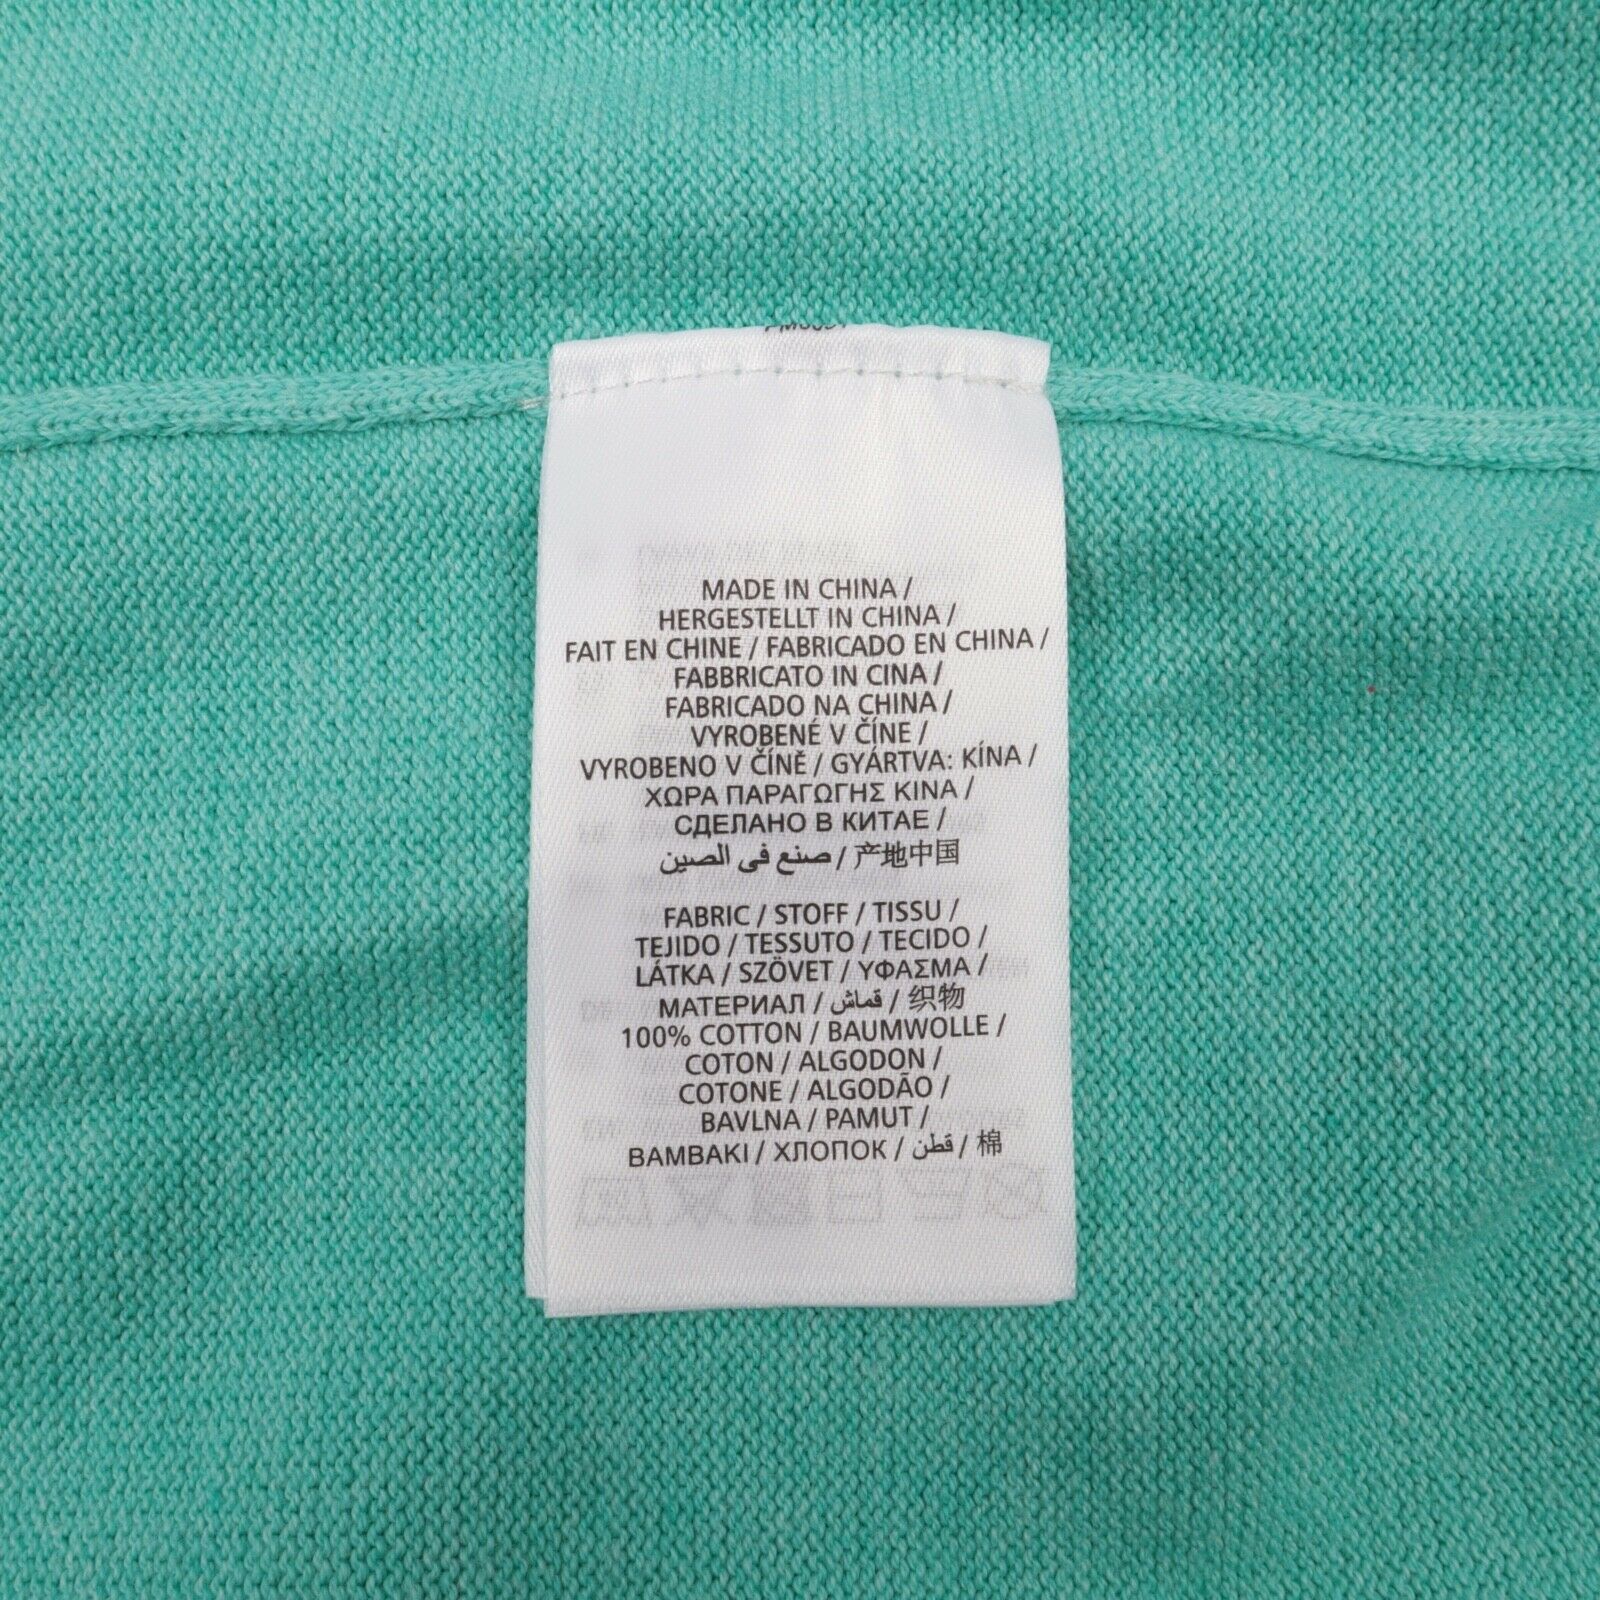 MADE IN CHINA /
HERGESTELLT IN CHINA /
FAIT EN CHINE / FABRICADO EN CHINA /
FABBRICATO IN CINA /
FABRICADO NA CHINA /
VYROBENÉ V ČÍNE /
VYROBENO V ČÍNĚ / GYÁRTVA: KÍNA /
ΧΩΡΑ ΠΑΡΑΓΩΓΗΣ ΚΙΝΑ /
СДЕЛАНО В КИТАЕ /
صنع في الصين / 产地中国
FABRIC / STOFF / TISSU /
TEJIDO / TESSUTO / TECIDO /
LÁTKA / SZÖVET / ΥΦΑΣΜΑ /
МАТЕРИАЛ / قماش / 织物
100% COTTON / BAUMWOLLE /
COTON / ALGODON /
COTONE / ALGODÃO /
BAVLNA / PAMUT /
ΒΑΜΒΑΚΙ / ХЛОПОК / قطن / 棉